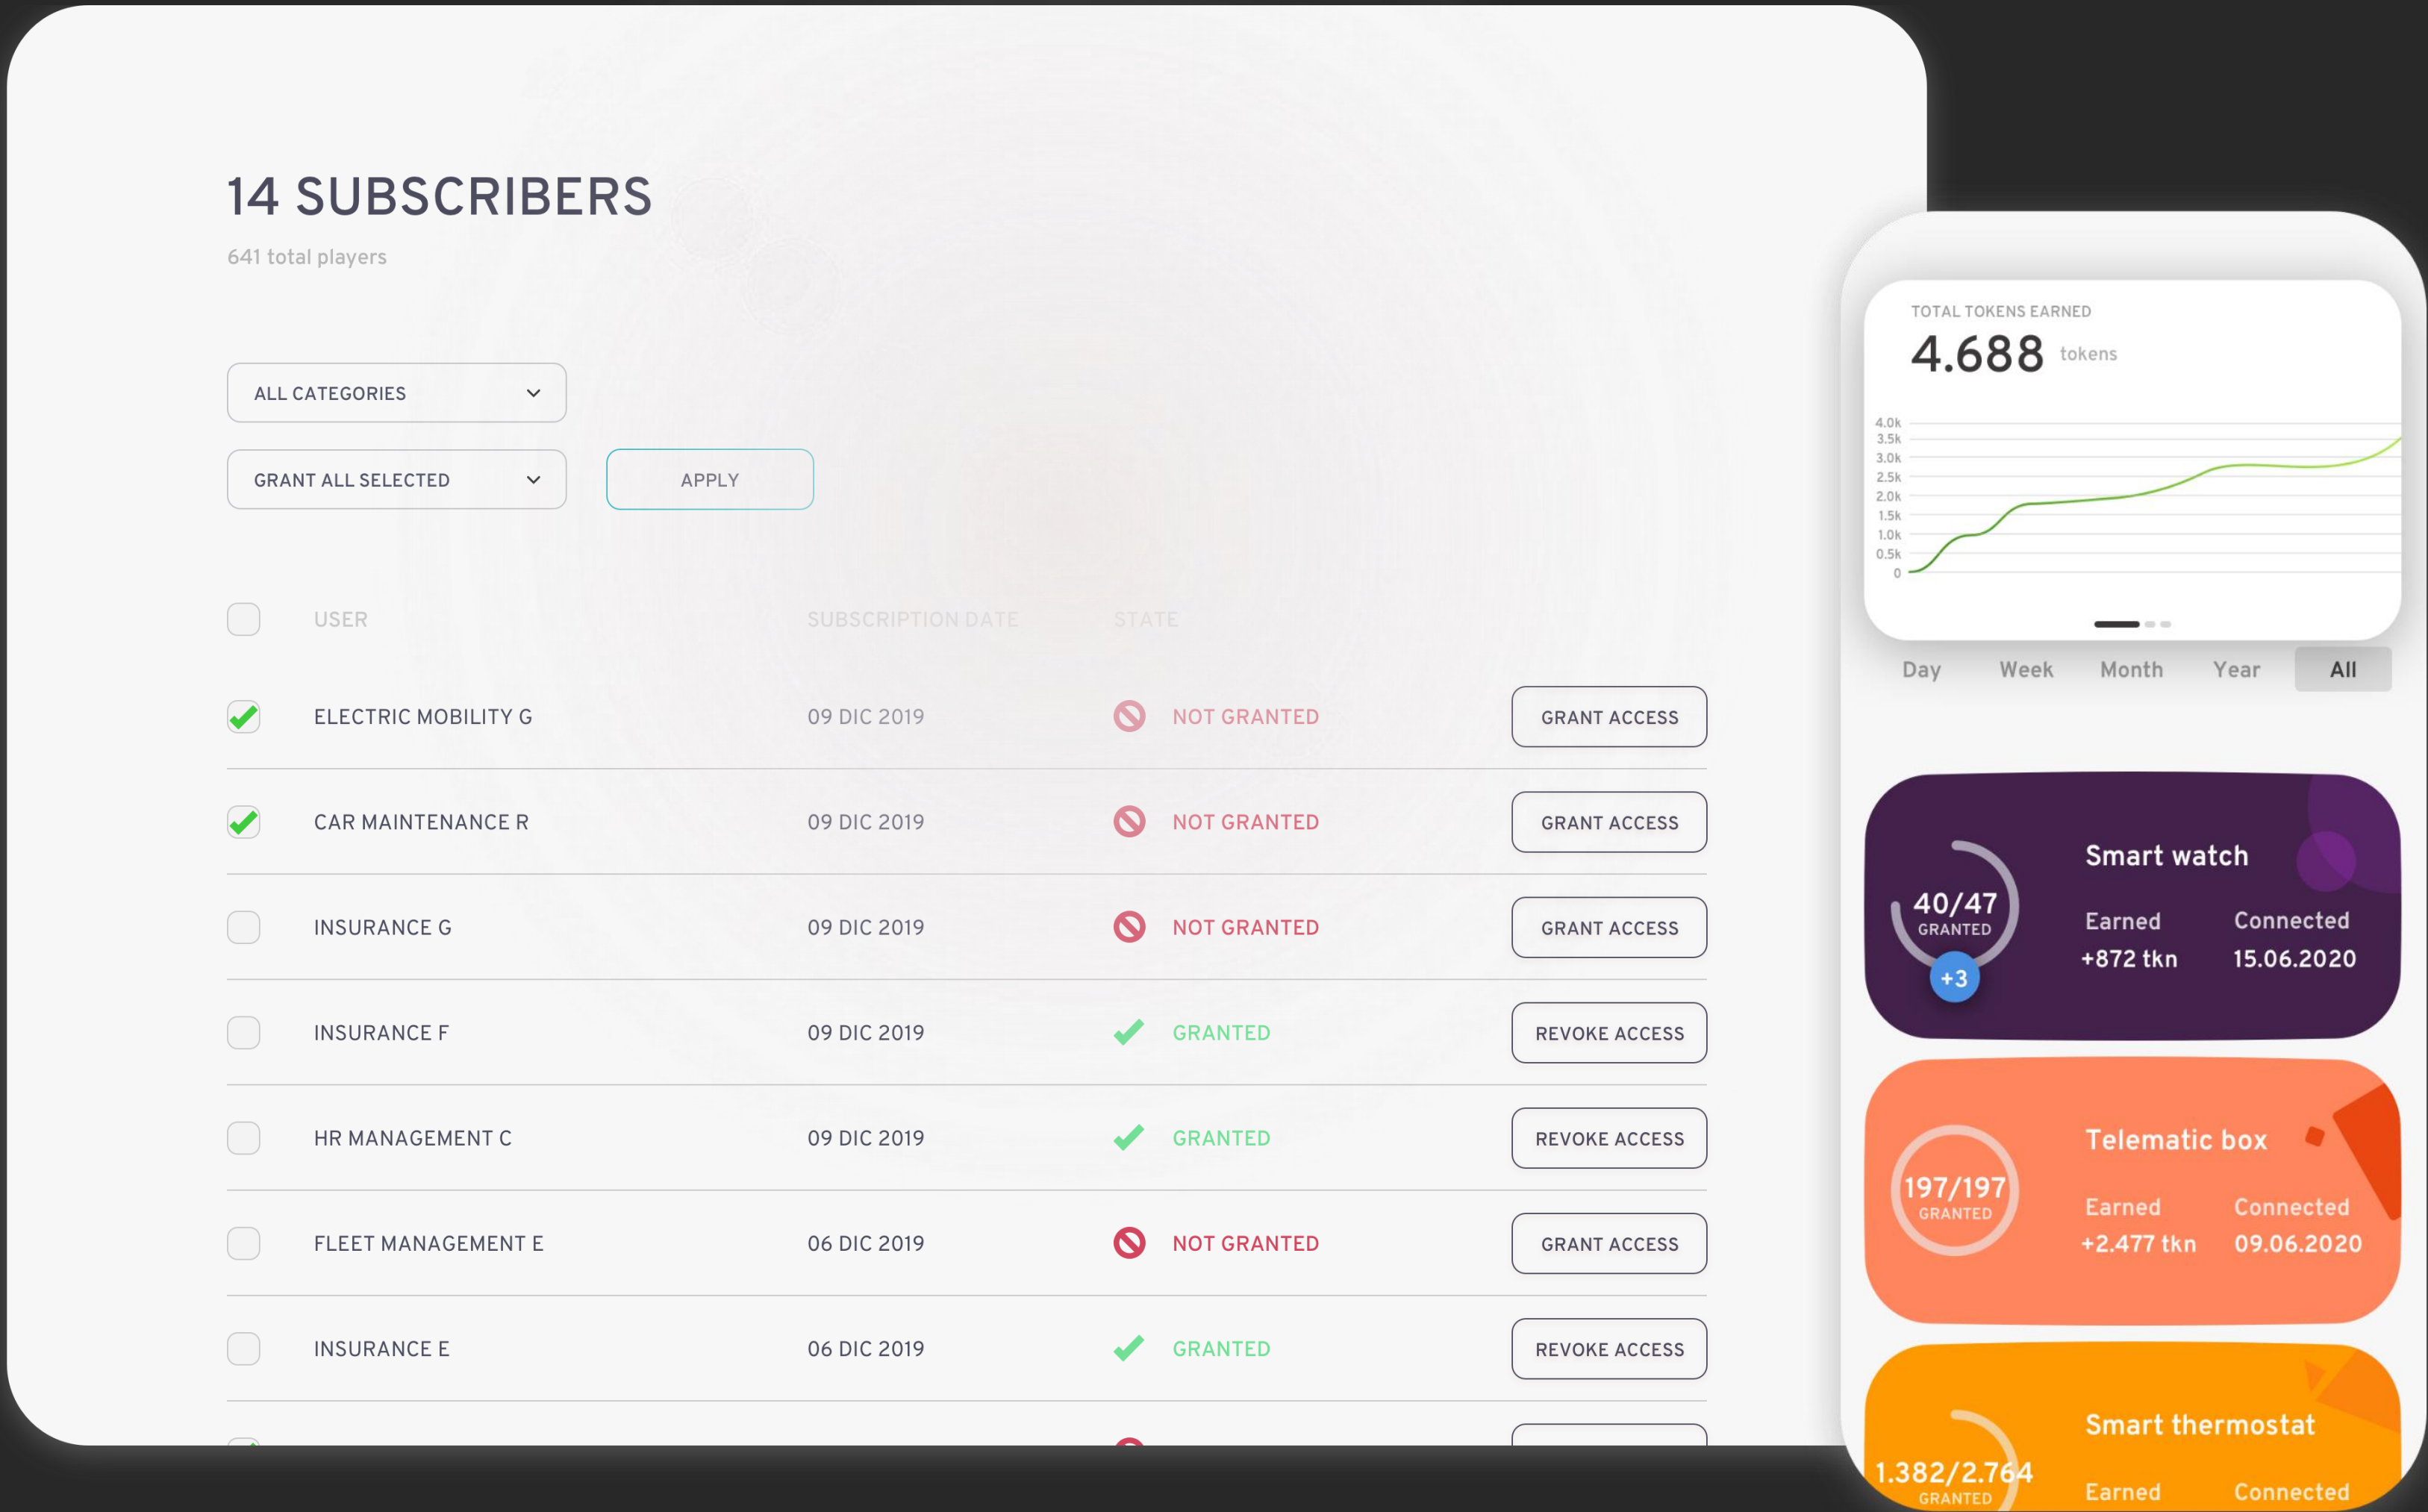 14 SUBSCRIBERS
641 total players
ALL CATEGORIES
GRANT ALL SELECTED APPLY
USER SUBSCRIPTION DATE STATE
ELECTRIC MOBILITY G 09 DIC 2019 NOT GRANTED GRANT ACCESS
CAR MAINTENANCE R 09 DIC 2019 NOT GRANTED GRANT ACCESS
INSURANCE G 09 DIC 2019 NOT GRANTED GRANT ACCESS
INSURANCE F 09 DIC 2019 GRANTED REVOKE ACCESS
HR MANAGEMENT C 09 DIC 2019 GRANTED REVOKE ACCESS
FLEET MANAGEMENT E 06 DIC 2019 NOT GRANTED GRANT ACCESS
INSURANCE E 06 DIC 2019 GRANTED REVOKE ACCESS
TOTAL TOKENS EARNED
4.688 tokens
4.0k
3.5k
3.0k
2.5k
2.0k
1.5k
1.0k
0.5k
0
Day Week Month Year All
Smart watch
40/47
GRANTED
+3
Earned Connected
+872 tkn 15.06.2020
Telematic box
197/197
GRANTED
Earned Connected
+2.477 tkn 09.06.2020
Smart thermostat
1.382/2.764
GRANTED
Earned Connected